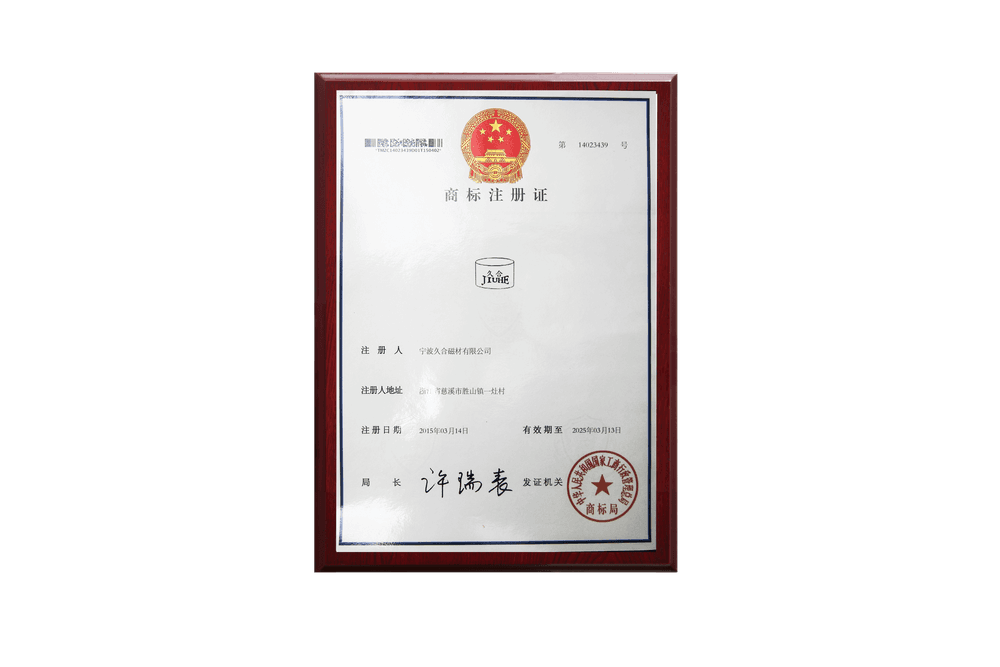 第 14023439 号
商标注册证
久合
JIUHE
注册人 宁波久合磁材有限公司
注册人地址 浙江省慈溪市胜山镇一灶村
注册日期 2015年03月14日 有效期至 2025年03月13日
局长 许瑞表 发证机关
中华人民共和国国家工商行政管理总局
商标局